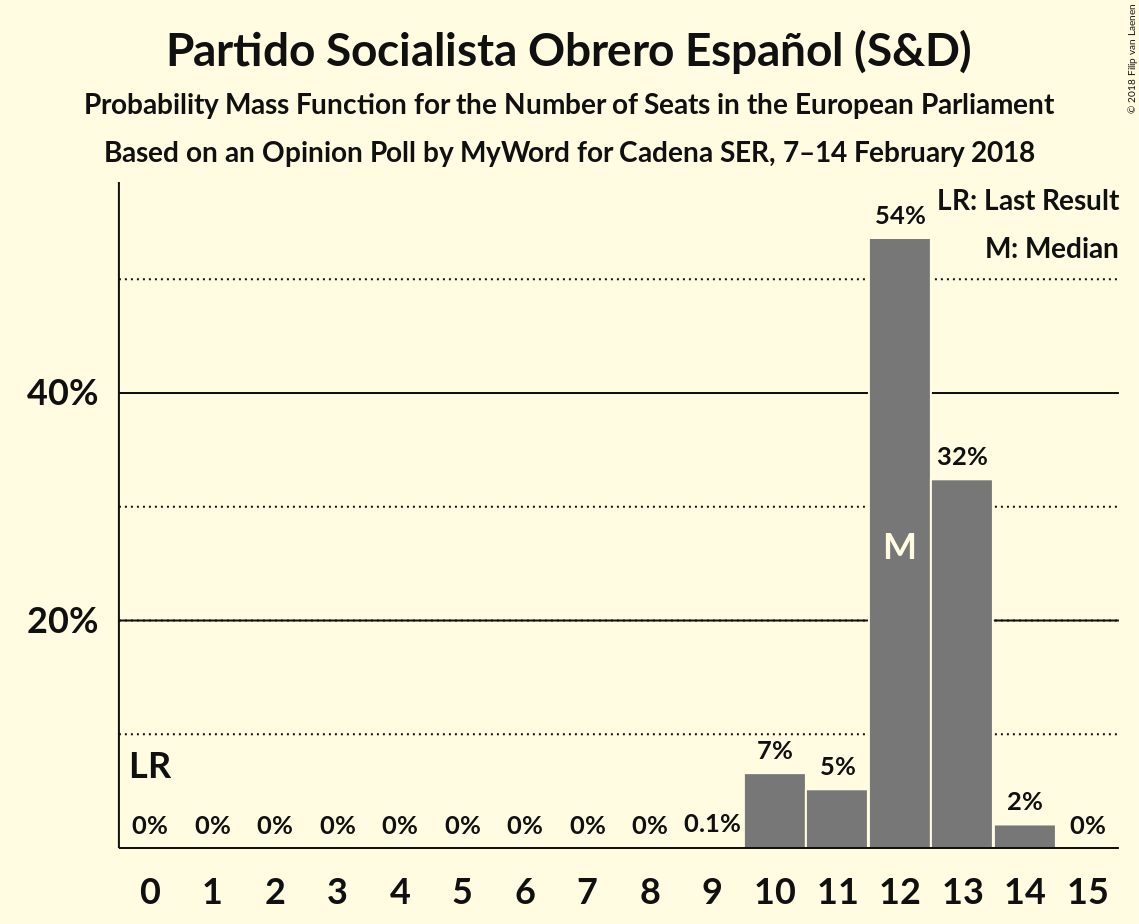 Partido Socialista Obrero Español (S&D)
Probability Mass Function for the Number of Seats in the European Parliament
Based on an Opinion Poll by MyWord for Cadena SER, 7–14 February 2018
© 2018 Filip van Laenen
LR: Last Result
M: Median
54%
40%
32%
M
20%
LR
7%
5%
2%
0% 0% 0% 0% 0% 0% 0% 0% 0% 0.1% 0%
0 1 2 3 4 5 6 7 8 9 10 11 12 13 14 15